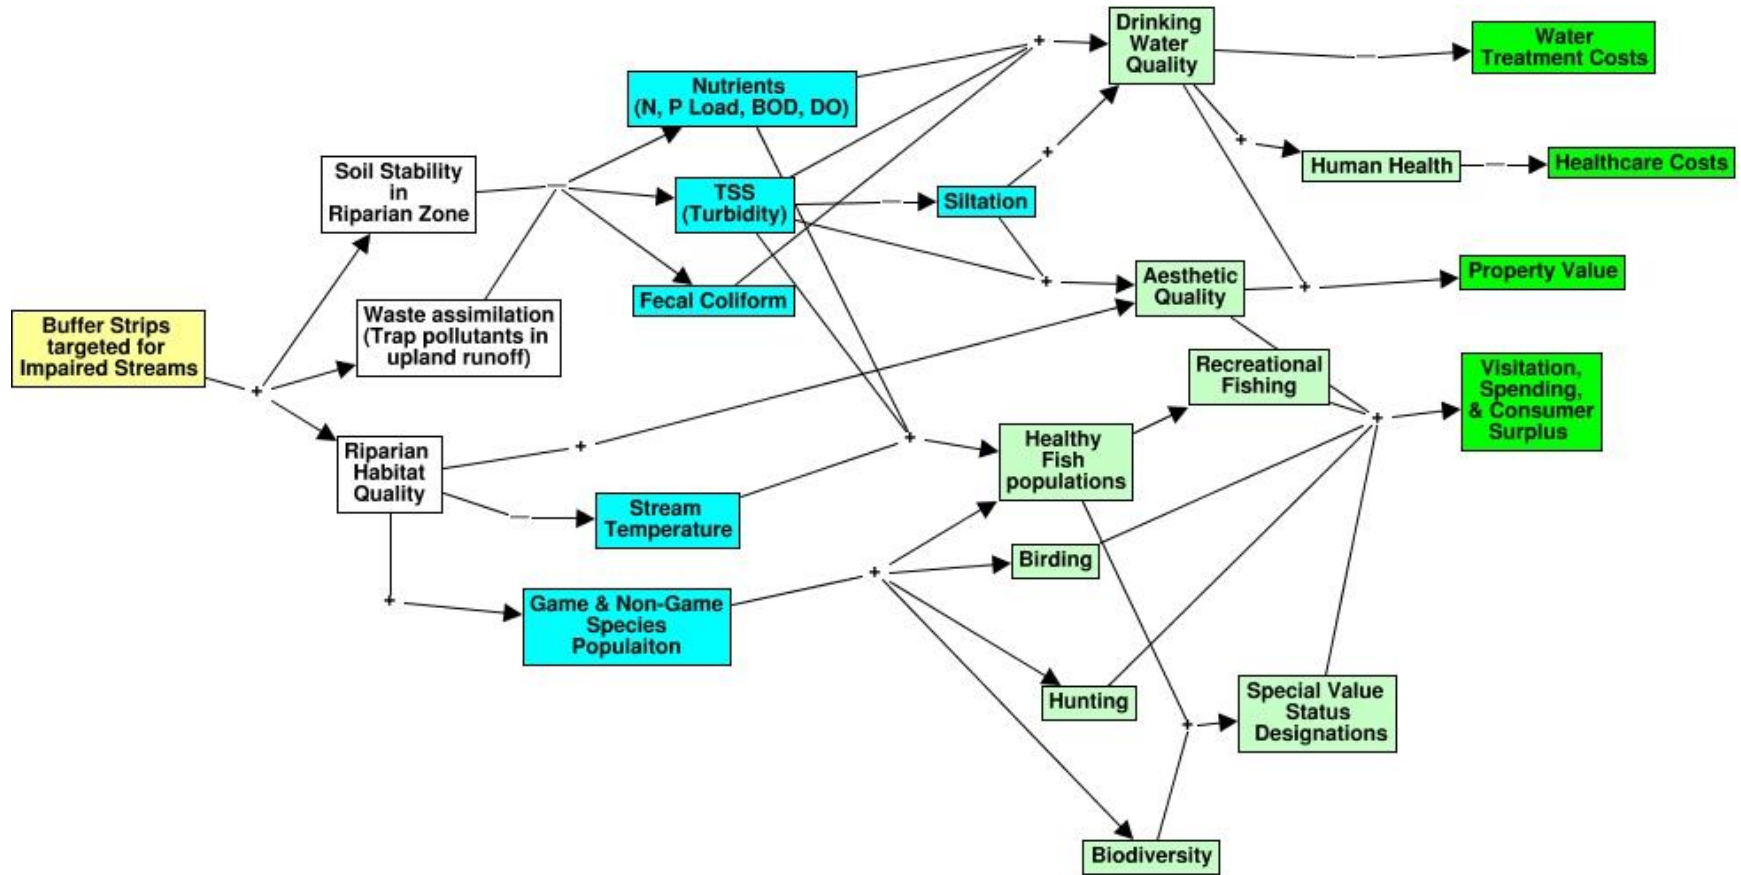 Buffer Strips
targeted for
Impaired Streams
+
Soil Stability
in
Riparian Zone
Waste assimilation
(Trap pollutants in
upland runoff)
Riparian
Habitat
Quality
—
+
—
+
Nutrients
(N, P Load, BOD, DO)
TSS
(Turbidity)
Fecal Coliform
Stream
Temperature
Game & Non-Game
Species
Populaiton
—
Siltation
+
+
+
+
+
Drinking
Water
Quality
Aesthetic
Quality
Recreational
Fishing
Healthy
Fish
populations
Birding
Hunting
Biodiversity
+
Special Value
Status
Designations
—
+
Human Health
—
+
+
Water
Treatment Costs
Healthcare Costs
Property Value
Visitation,
Spending,
& Consumer
Surplus